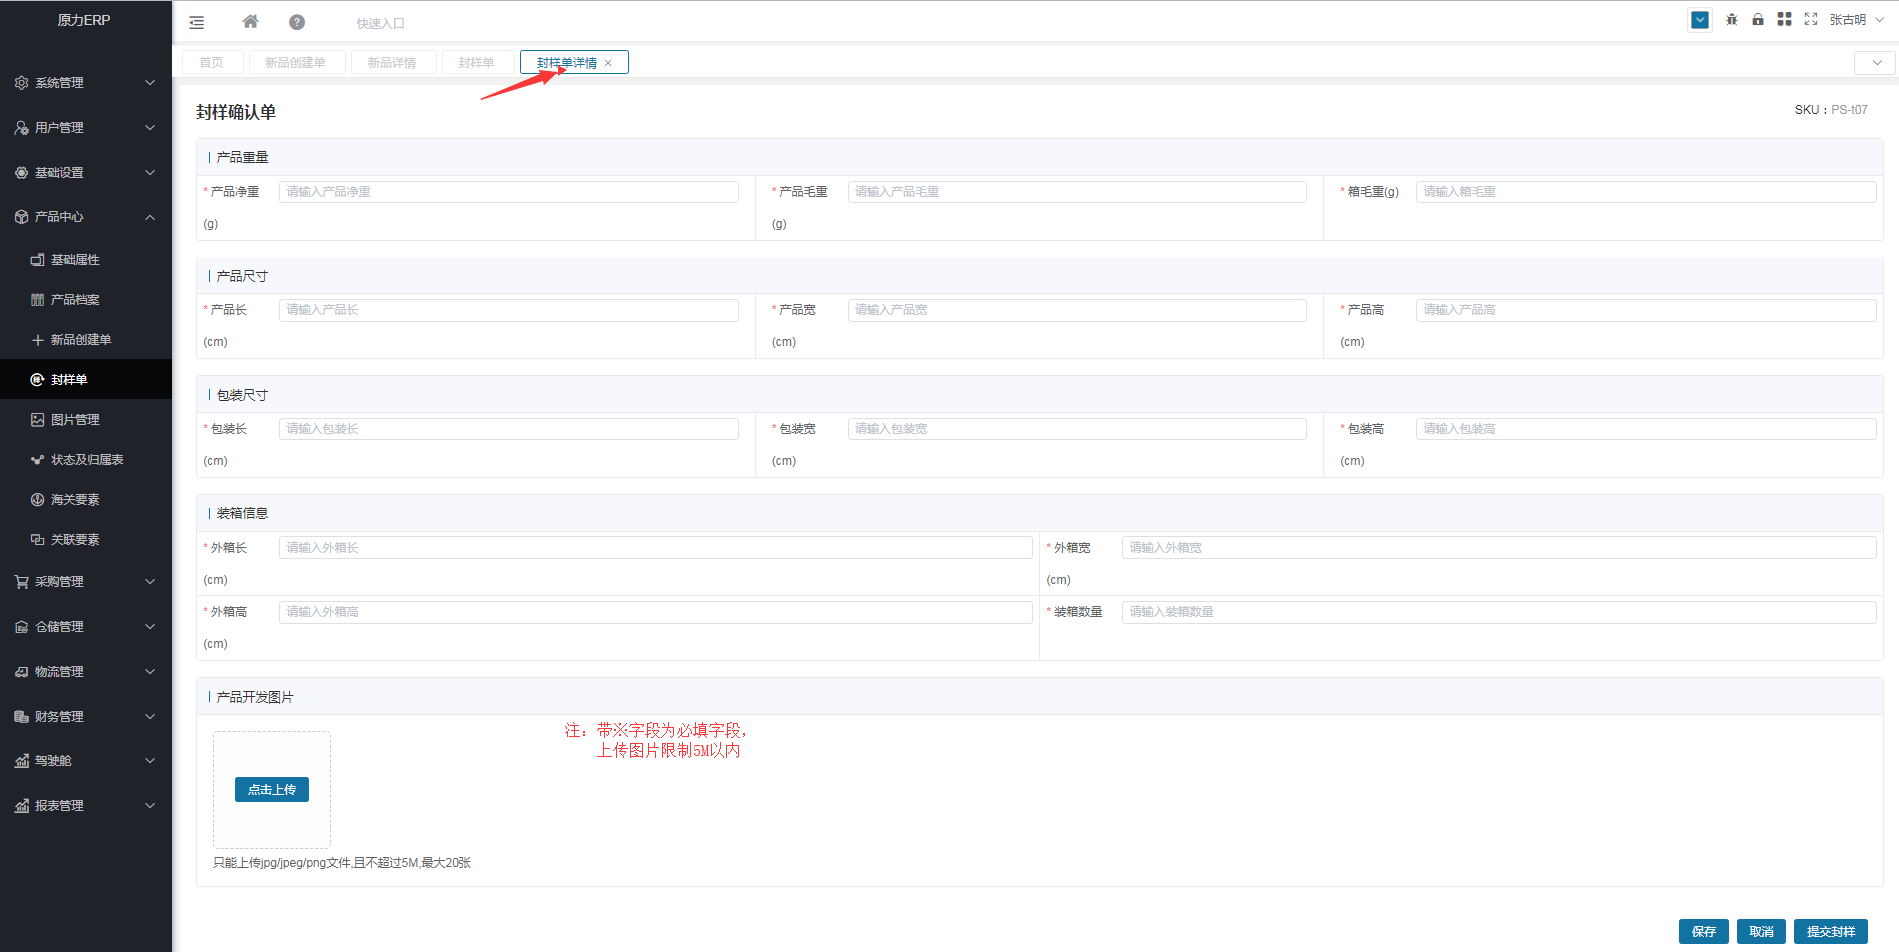 原力ERP
快速入口
张古明
首页
新品创建单
新品详情
封样单
封样单详情
系统管理
用户管理
基础设置
产品中心
基础属性
产品档案
新品创建单
封样单
图片管理
状态及归属表
海关要素
关联要素
采购管理
仓储管理
物流管理
财务管理
驾驶舱
报表管理
封样确认单
SKU：PS-t07
产品重量
*产品净重(g) 请输入产品净重
*产品毛重(g) 请输入产品毛重
*箱毛重(g) 请输入箱毛重
产品尺寸
*产品长(cm) 请输入产品长
*产品宽(cm) 请输入产品宽
*产品高(cm) 请输入产品高
包装尺寸
*包装长(cm) 请输入包装长
*包装宽(cm) 请输入包装宽
*包装高(cm) 请输入包装高
装箱信息
*外箱长(cm) 请输入外箱长
*外箱宽(cm) 请输入外箱宽
*外箱高(cm) 请输入外箱高
*装箱数量 请输入装箱数量
产品开发图片
点击上传
只能上传jpg/jpeg/png文件,且不超过5M,最大20张
注：带※字段为必填字段，
上传图片限制5M以内
保存
取消
提交封样